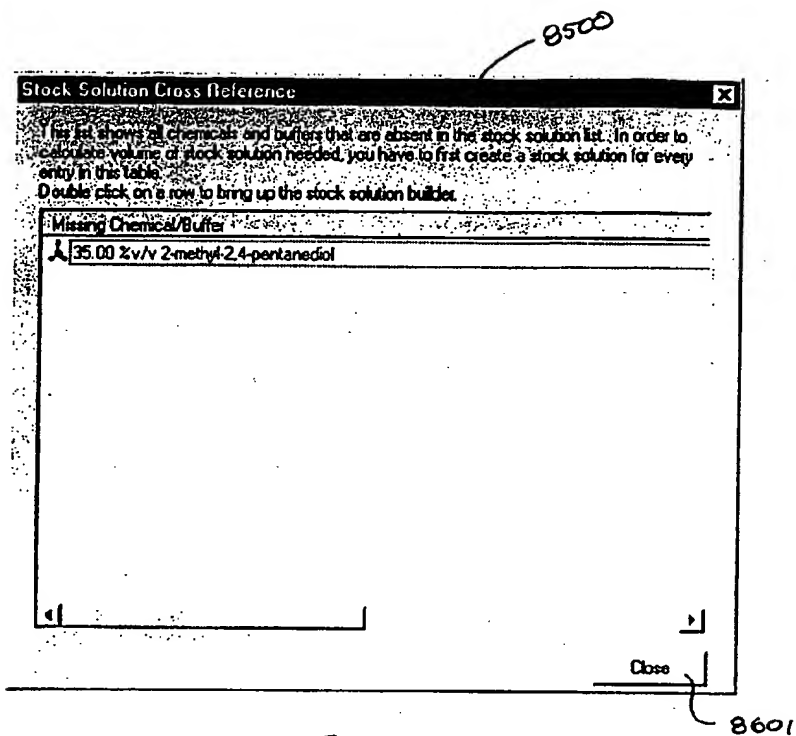 8500
Stock Solution Cross Reference
This list shows all chemicals and buffers that are absent in the stock solution list. In order to
calculate volume of stock solution needed, you have to first create a stock solution for every
entry in this table.
Double click on a row to bring up the stock solution builder.
Missing Chemical/Buffer
35.00 %v/v 2-methyl-2,4-pentanediol
Close
8601